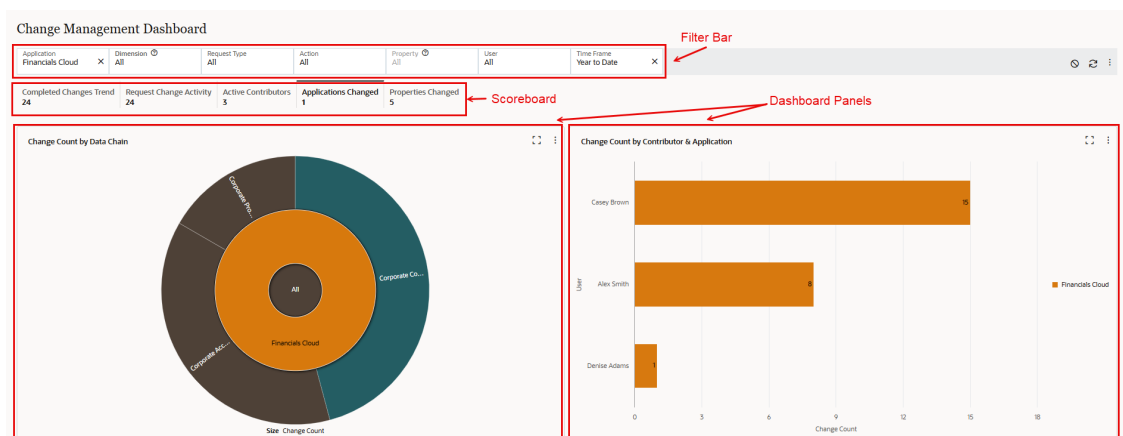 Change Management Dashboard
Filter Bar
Application Dimension Request Type Action Property User Time Frame
Financials Cloud × All All All All All Year to Date ×
Completed Changes Trend Request Change Activity Active Contributors Applications Changed Properties Changed
24 24 3 1 5
Scoreboard
Dashboard Panels
Change Count by Data Chain
Corporate Pro...
Corporate Co...
All
Financials Cloud
Corporate Acc...
Size Change Count
Change Count by Contributor & Application
Casey Brown 15
User
Alex Smith 8
Financials Cloud
Denise Adams 1
0 3 6 9 12 15 18
Change Count